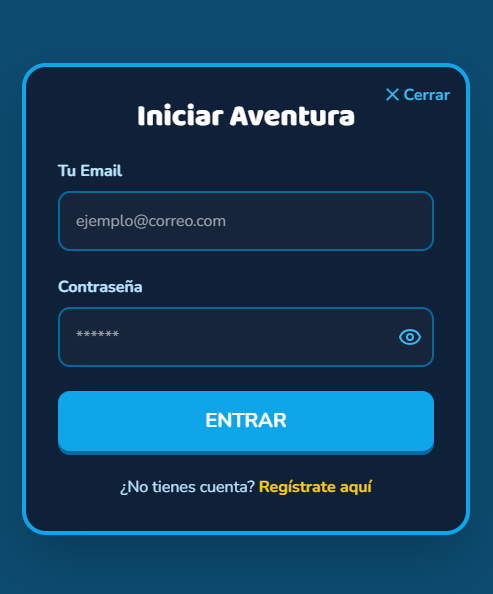 Cerrar
Iniciar Aventura
Tu Email
ejemplo@correo.com
Contraseña
******
ENTRAR
¿No tienes cuenta? Regístrate aquí